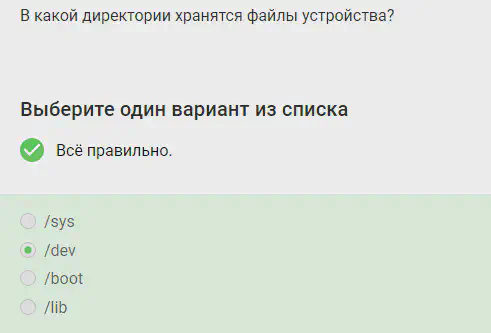 В какой директории хранятся файлы устройства?
Выберите один вариант из списка
Всё правильно.
/sys
/dev
/boot
/lib